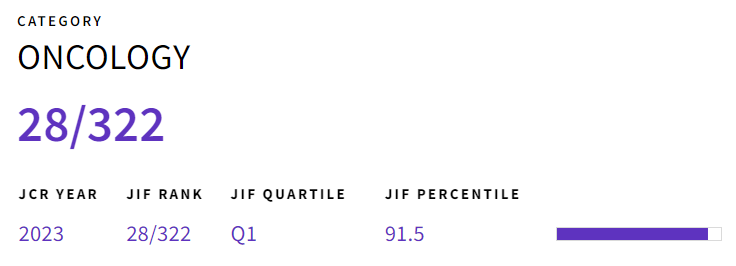 CATEGORY
ONCOLOGY
28/322
JCR YEAR JIF RANK JIF QUARTILE JIF PERCENTILE
2023 28/322 Q1 91.5